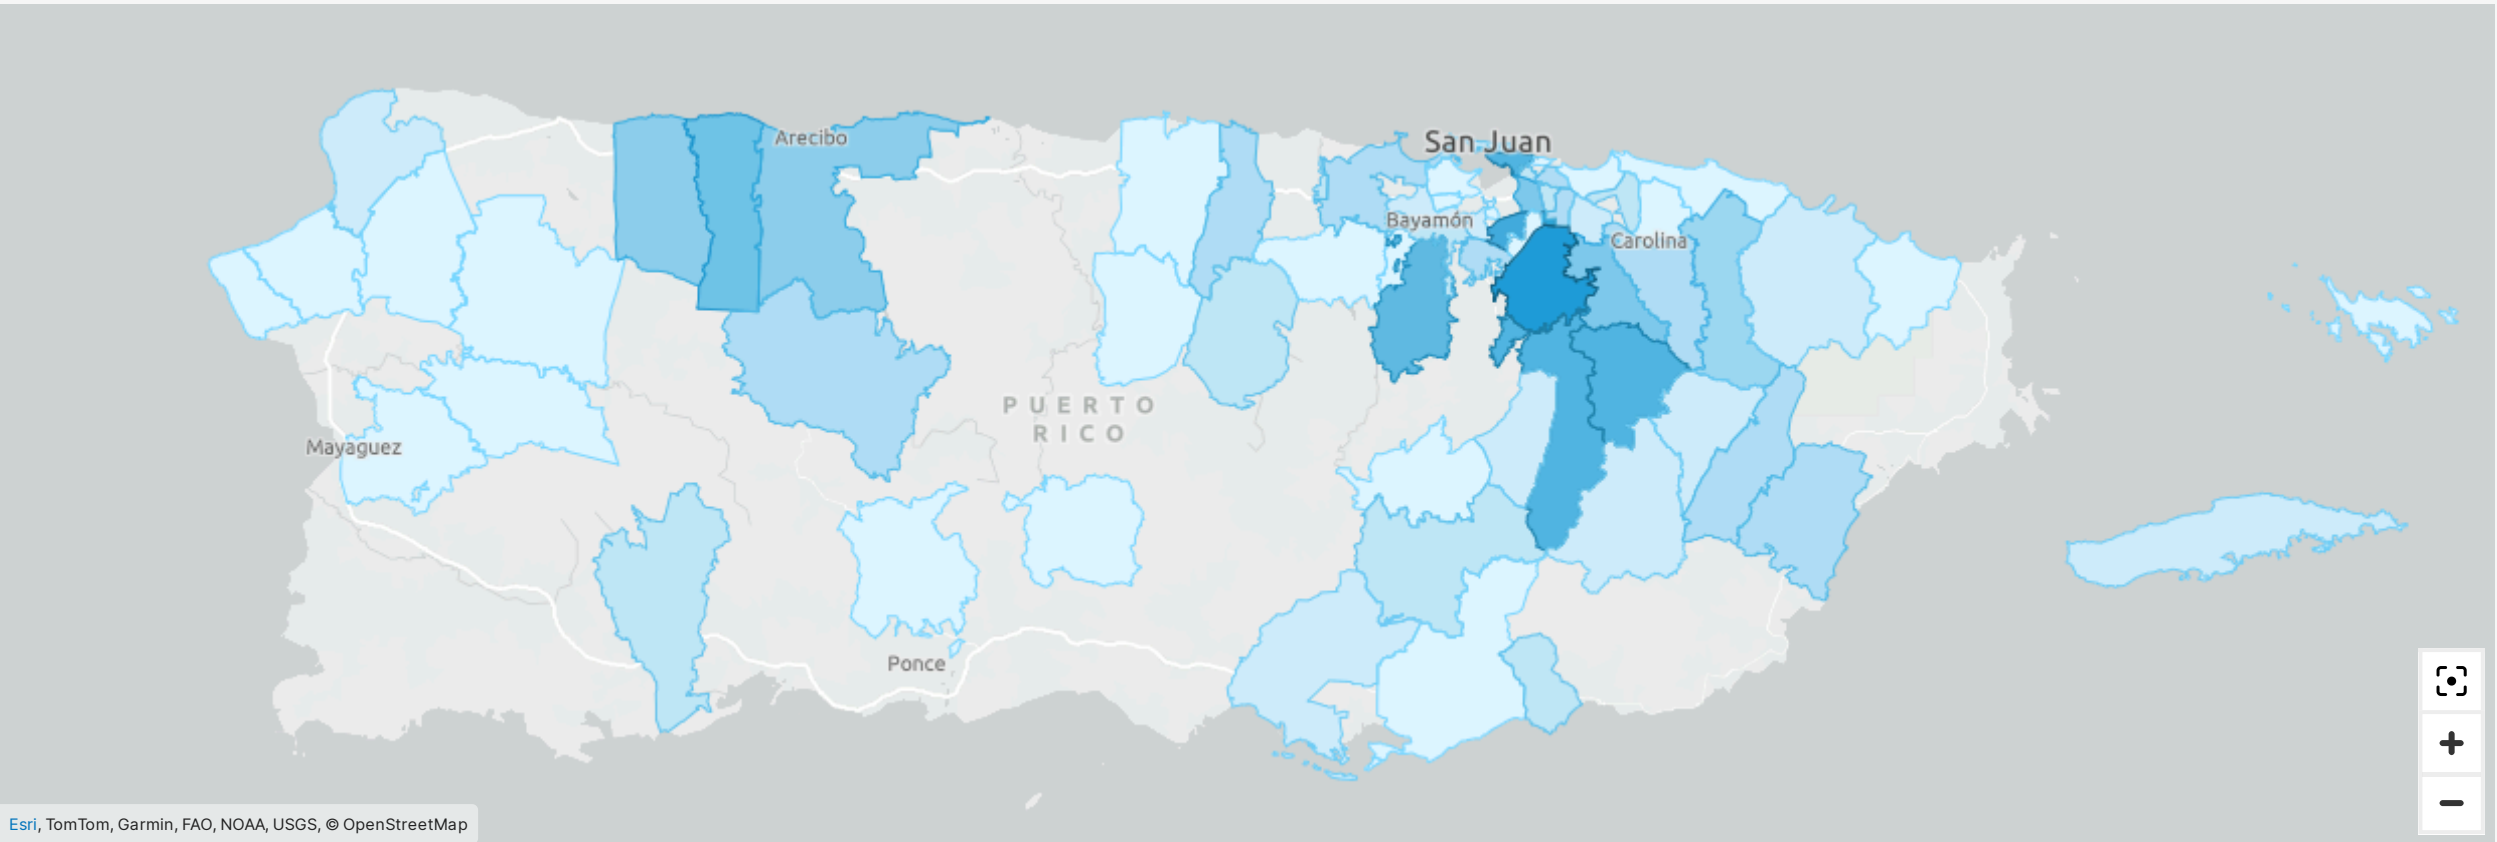 San Juan
Arecibo
Bayamón
Carolina
PUERTO
RICO
Mayaguez
Ponce
Esri, TomTom, Garmin, FAO, NOAA, USGS, © OpenStreetMap